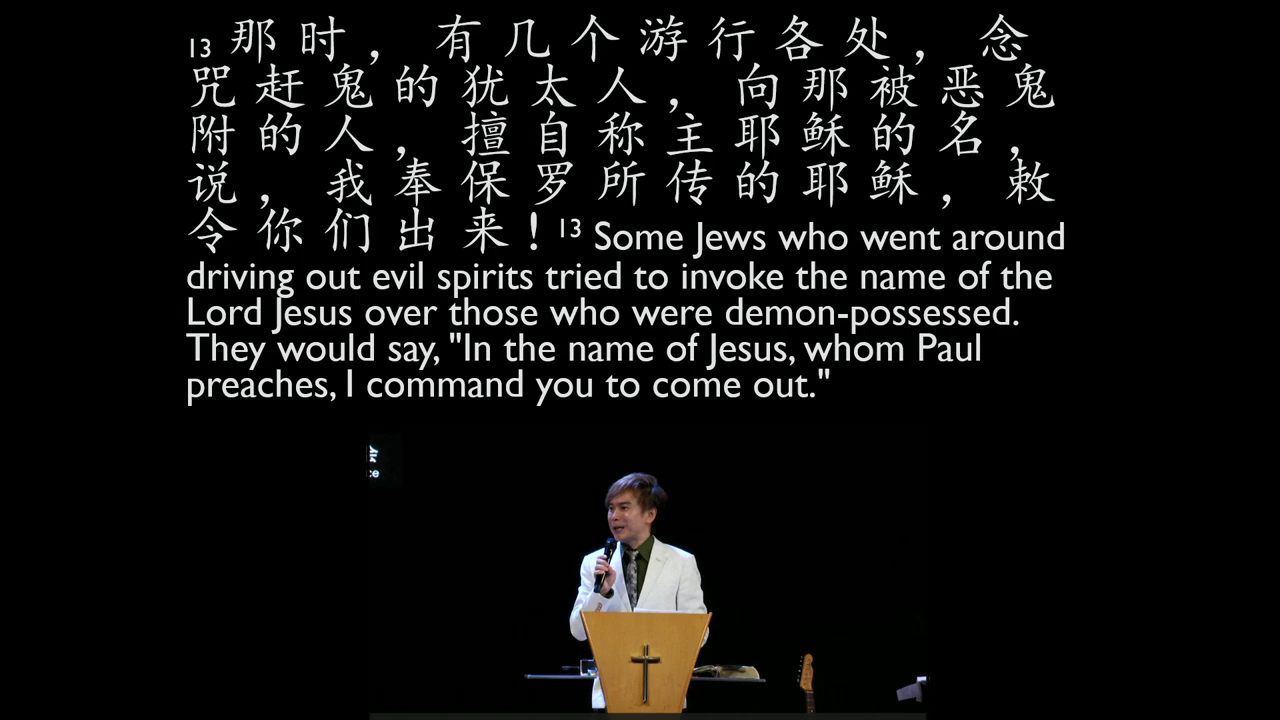 13 那时，有几个游行各处，念
咒赶鬼的犹太人，向那被恶鬼
附的人，擅自称主耶稣的名，
说，我奉保罗所传的耶稣，敕
令你们出来！13 Some Jews who went around
driving out evil spirits tried to invoke the name of the
Lord Jesus over those who were demon-possessed.
They would say, "In the name of Jesus, whom Paul
preaches, I command you to come out."